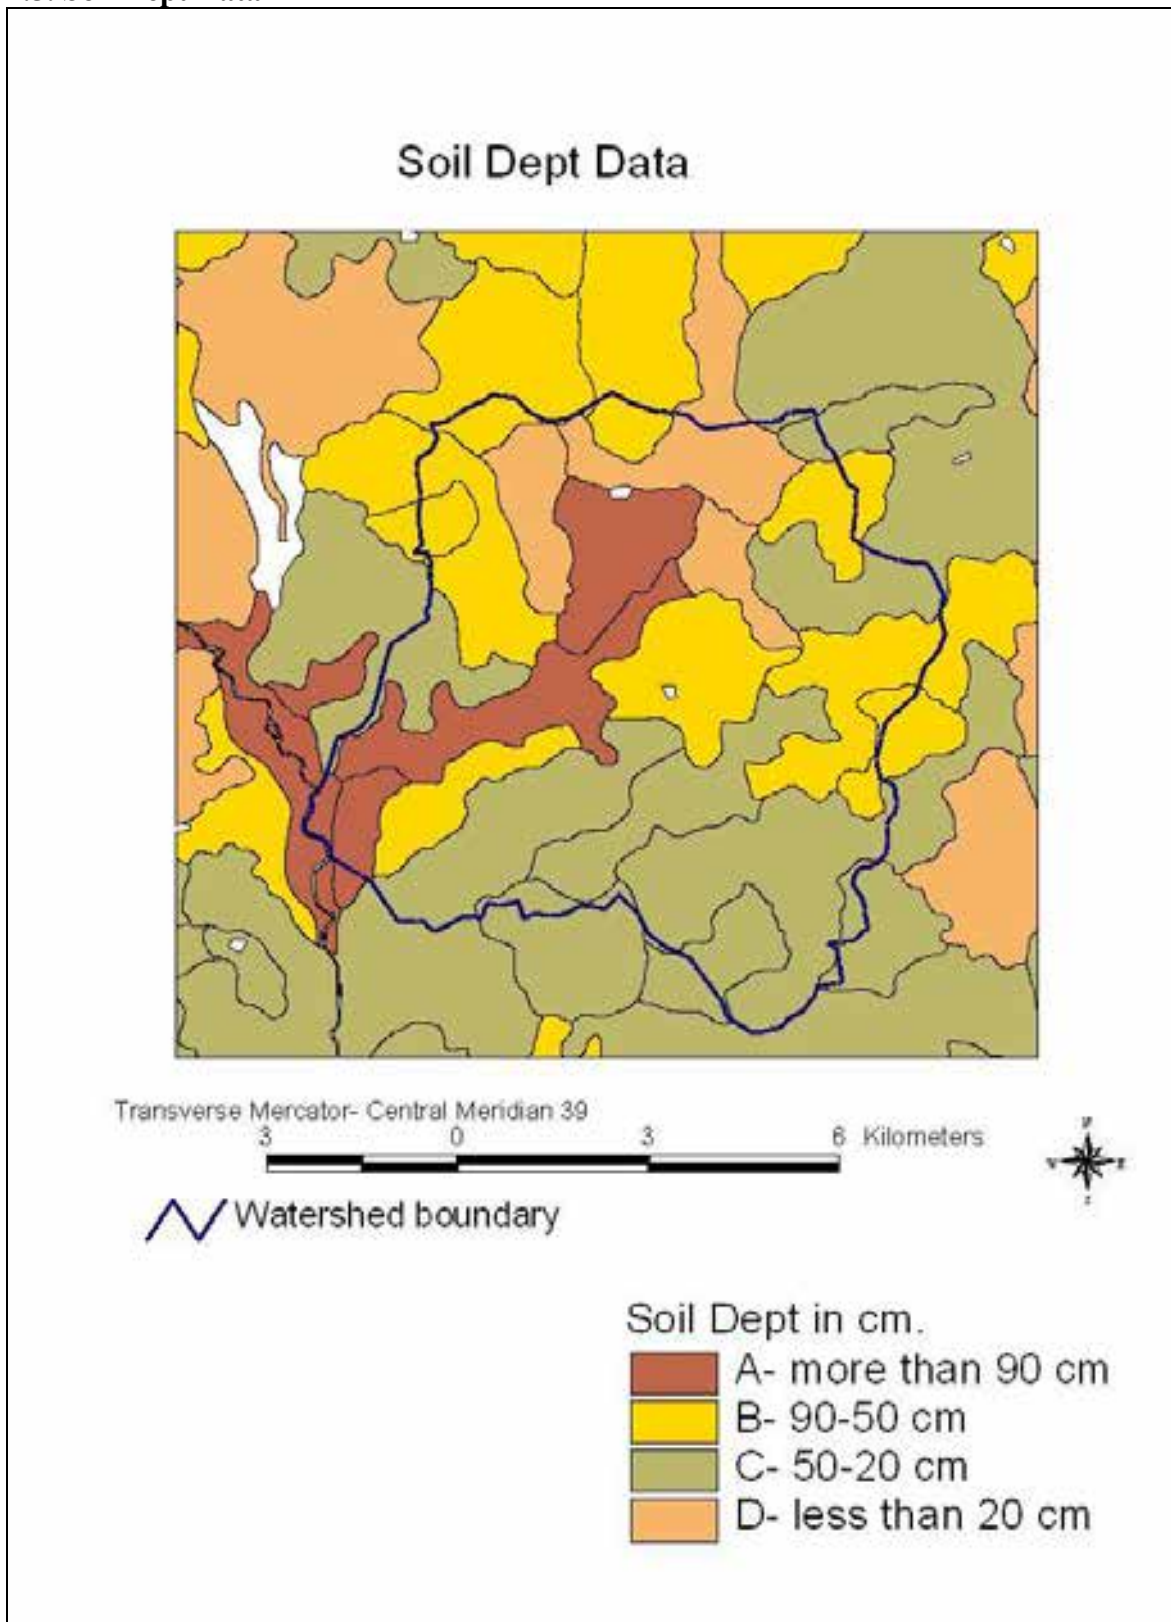 Soil Dept Data
Transverse Mercator- Central Meridian 39
3 0 3 6 Kilometers
Watershed boundary
Soil Dept in cm.
A- more than 90 cm
B- 90-50 cm
C- 50-20 cm
D- less than 20 cm